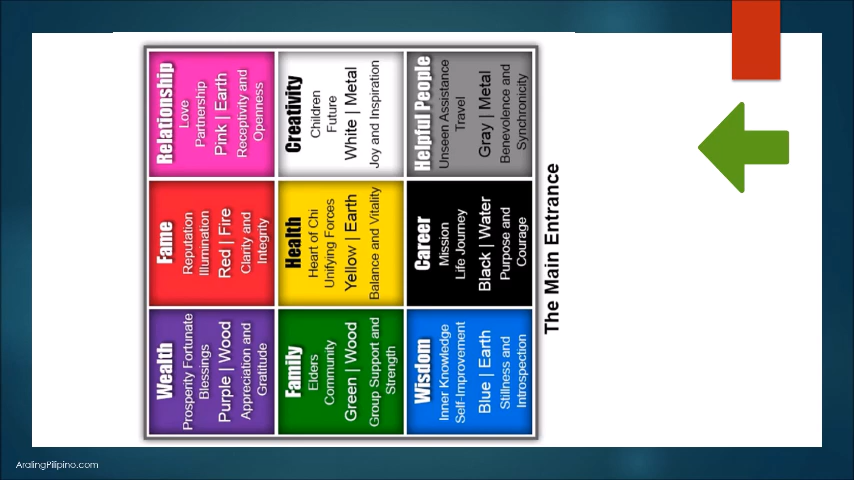 Wealth
Prosperity Fortunate
Blessings
Purple | Wood
Appreciation and
Gratitude
Fame
Reputation
Illumination
Red | Fire
Clarity and
Integrity
Relationship
Love
Partnership
Pink | Earth
Receptivity and
Openness
Family
Elders
Community
Green | Wood
Group Support and
Strength
Health
Heart of Chi
Unifying Forces
Yellow | Earth
Balance and Vitality
Creativity
Children
Future
White | Metal
Joy and Inspiration
Wisdom
Inner Knowledge
Self-Improvement
Blue | Earth
Stillness and
Introspection
Career
Mission
Life Journey
Black | Water
Purpose and
Courage
Helpful People
Unseen Assistance
Travel
Gray | Metal
Benevolence and
Synchronicity
The Main Entrance
AralingPilipino.com